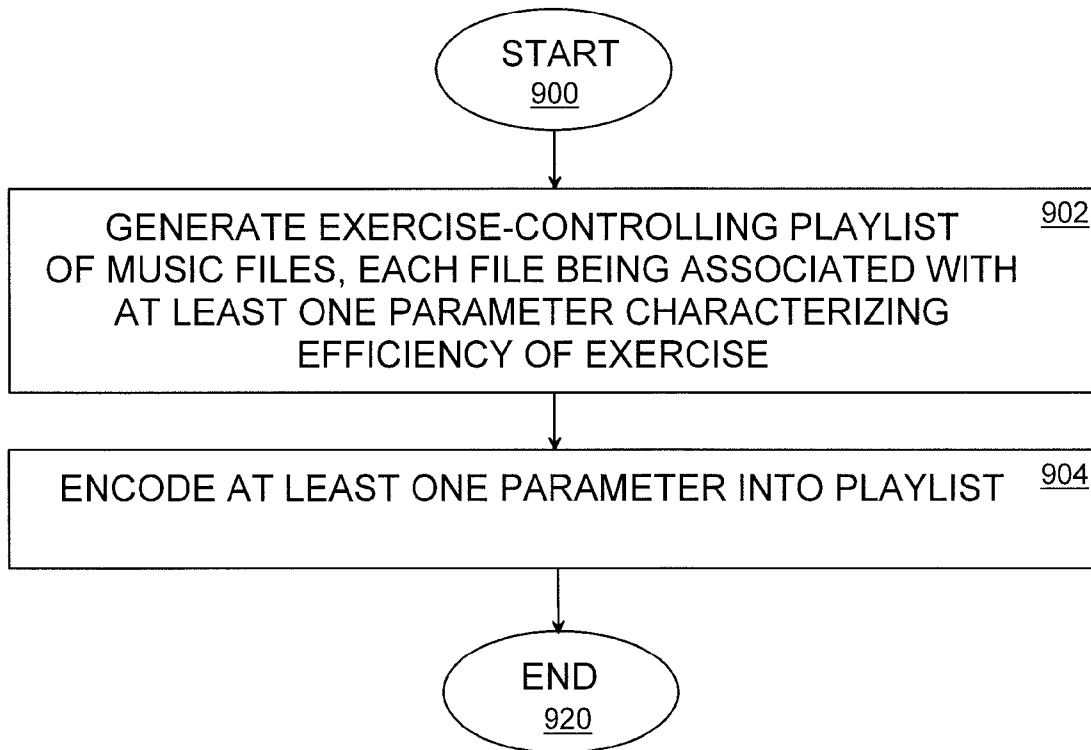 START
900
GENERATE EXERCISE-CONTROLLING PLAYLIST
902
OF MUSIC FILES, EACH FILE BEING ASSOCIATED WITH
AT LEAST ONE PARAMETER CHARACTERIZING
EFFICIENCY OF EXERCISE
ENCODE AT LEAST ONE PARAMETER INTO PLAYLIST
904
END
920